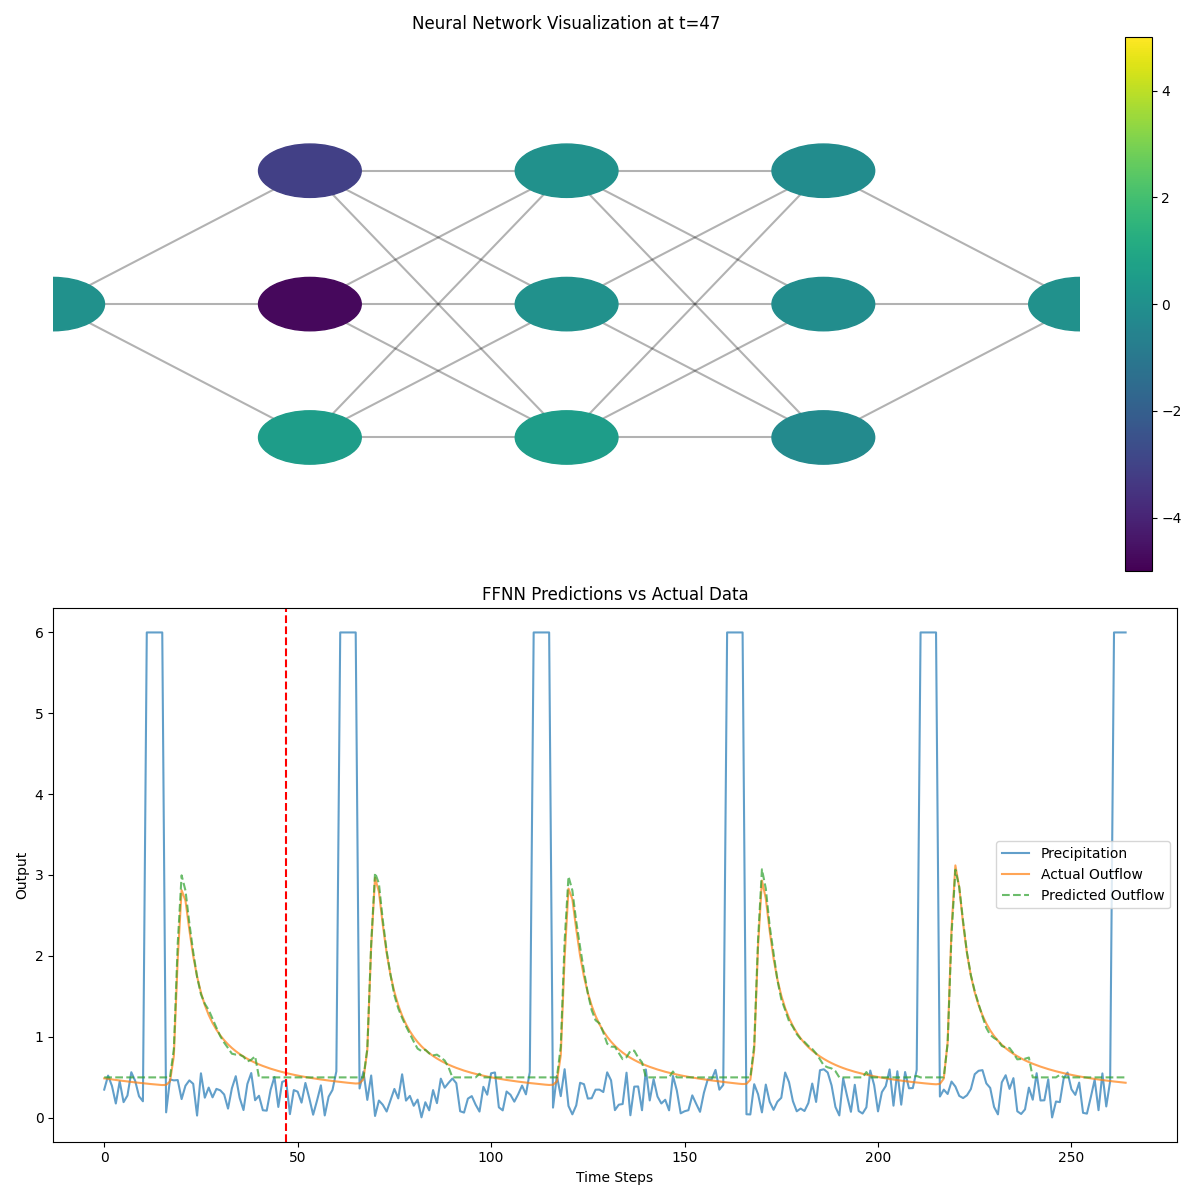 Neural Network Visualization at t=47
4
2
0
−2
−4
FFNN Predictions vs Actual Data
6
5
4
3
2
1
0
Output
Precipitation
Actual Outflow
Predicted Outflow
0 50 100 150 200 250
Time Steps